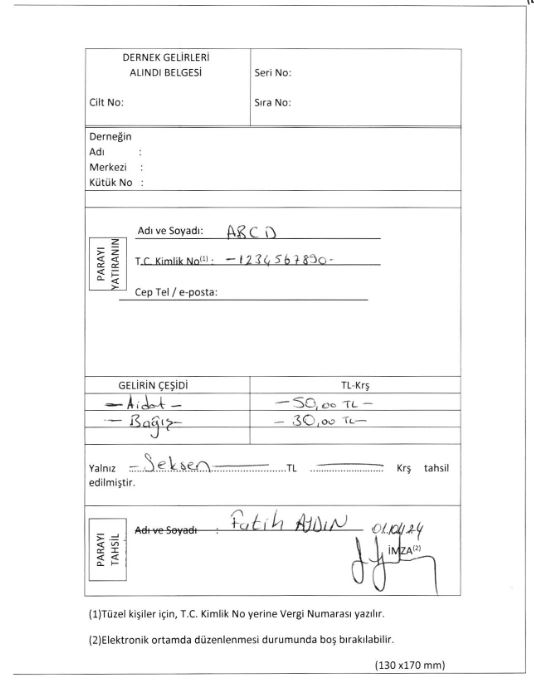 DERNEK GELİRLERİ
ALINDI BELGESİ
Seri No:
Cilt No:
Sıra No:
Derneğin
Adı :
Merkezi :
Kütük No :
PARAYI YATIRANIN
Adı ve Soyadı: ABCD
T.C. Kimlik No(1) : -1234567890-
Cep Tel / e-posta:
GELİRİN ÇEŞİDİ TL-Krş
- Aidat - - 50,00 TL -
- Bağış - - 30,00 TL -
Yalnız - Seksen - TL Krş tahsil
edilmiştir.
PARAYI TAHSİL
Adı ve Soyadı : Fatih AYDIN 01.04.24
İMZA(2)
(1)Tüzel kişiler için, T.C. Kimlik No yerine Vergi Numarası yazılır.
(2)Elektronik ortamda düzenlenmesi durumunda boş bırakılabilir.
(130 x170 mm)